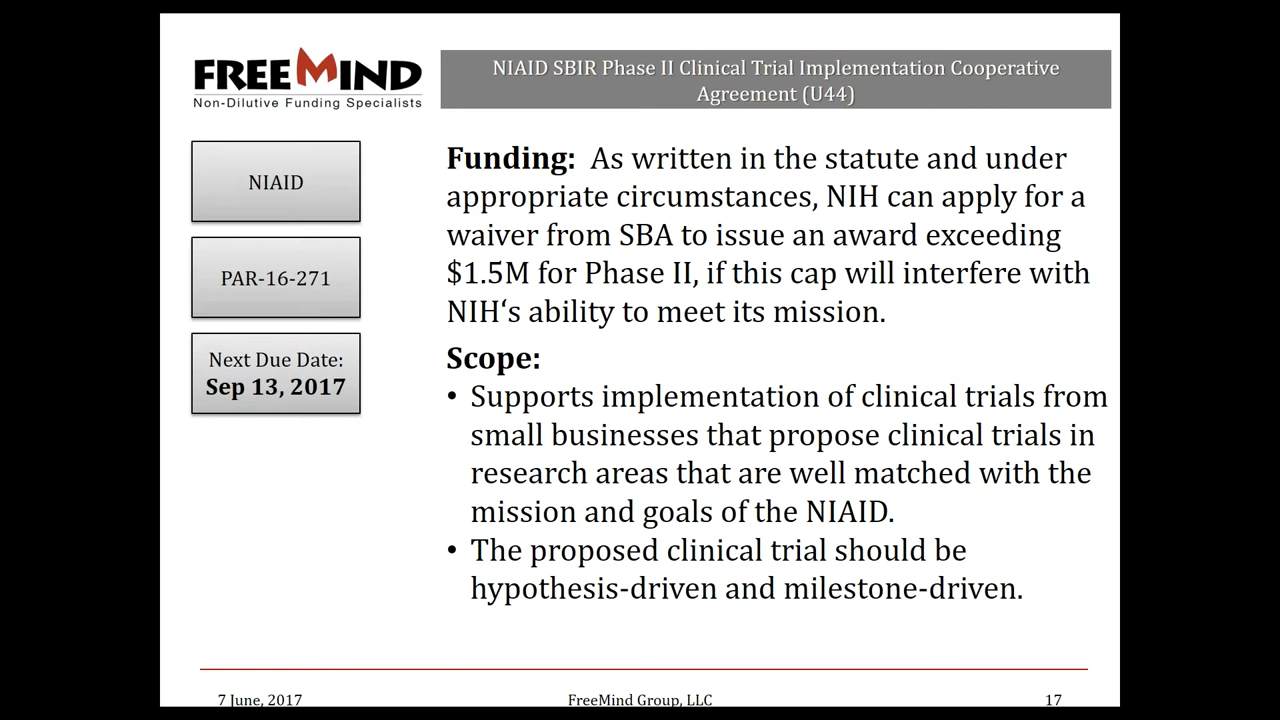 FREEMIND
Non-Dilutive Funding Specialists
NIAID SBIR Phase II Clinical Trial Implementation Cooperative
Agreement (U44)
NIAID
PAR-16-271
Next Due Date:
Sep 13, 2017
Funding: As written in the statute and under
appropriate circumstances, NIH can apply for a
waiver from SBA to issue an award exceeding
$1.5M for Phase II, if this cap will interfere with
NIH‘s ability to meet its mission.
Scope:
• Supports implementation of clinical trials from
small businesses that propose clinical trials in
research areas that are well matched with the
mission and goals of the NIAID.
• The proposed clinical trial should be
hypothesis-driven and milestone-driven.
7 June, 2017
FreeMind Group, LLC
17